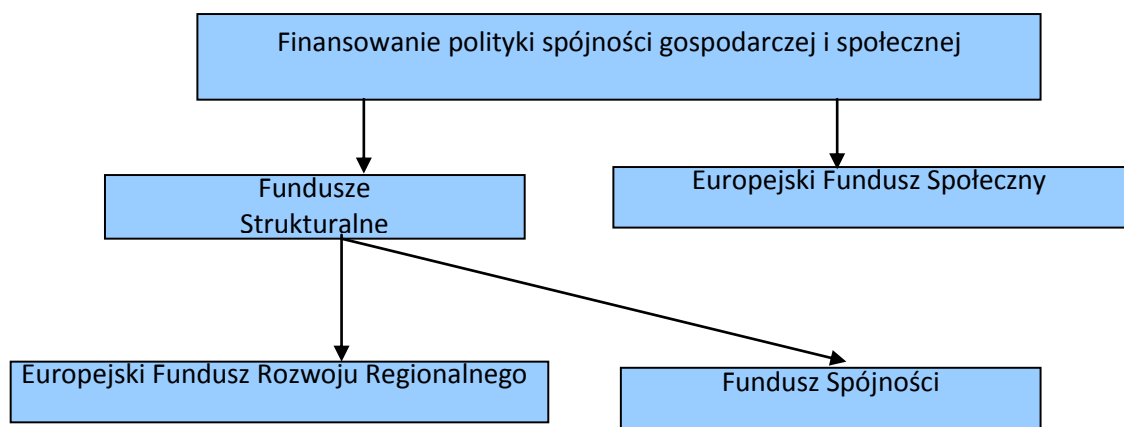 Finansowanie polityki spójności gospodarczej i społecznej
Fundusze
Strukturalne
Europejski Fundusz Społeczny
Europejski Fundusz Rozwoju Regionalnego
Fundusz Spójności